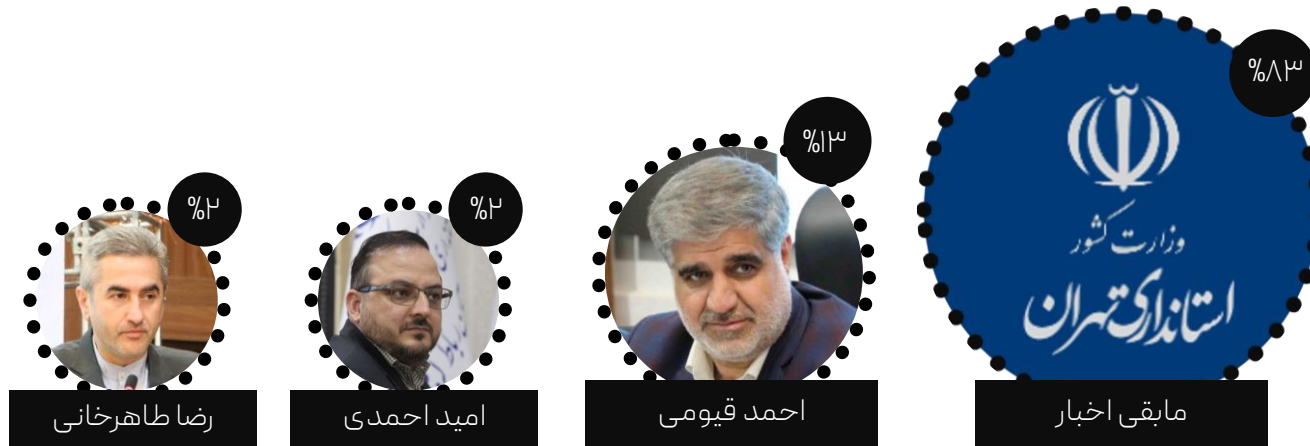 %۸۳
وزارت کشور
استانداری تهران
مابقی اخبار
%۱۳
احمد قیومی
%۲
امید احمدی
%۲
رضا طاهرخانی